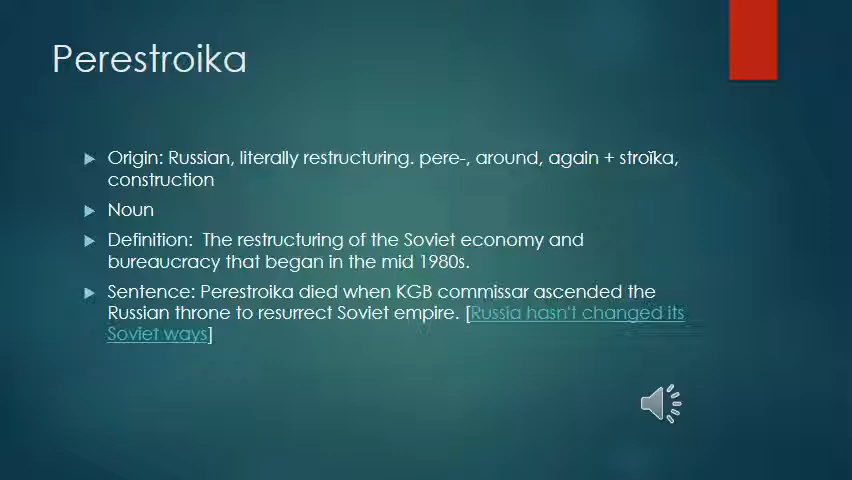 Perestroika
Origin: Russian, literally restructuring. pere-, around, again + stroĭka,
construction
Noun
Definition:  The restructuring of the Soviet economy and
bureaucracy that began in the mid 1980s.
Sentence: Perestroika died when KGB commissar ascended the
Russian throne to resurrect Soviet empire. [Russia hasn't changed its
Soviet ways]